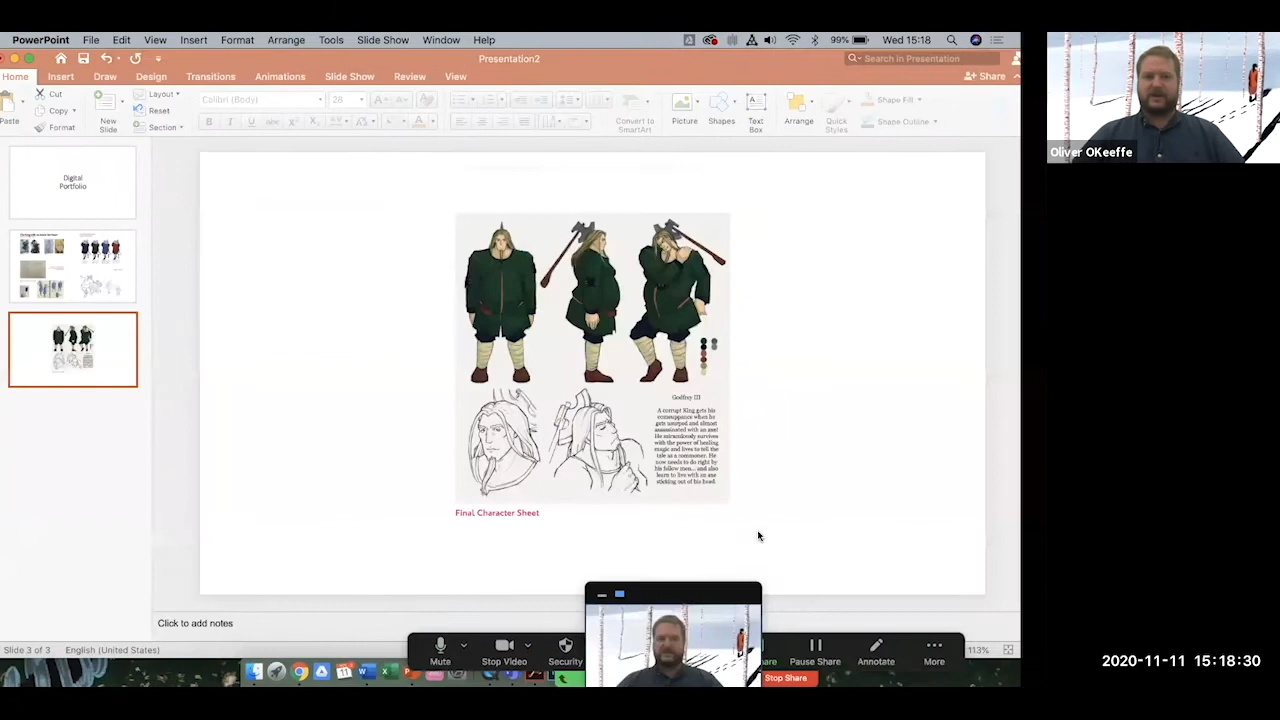 PowerPoint File Edit View Insert Format Arrange Tools Slide Show Window Help 99% Wed 15:18
Presentation2
Search in Presentation
Home Insert Draw Design Transitions Animations Slide Show Review View Share
Paste
Cut
Copy
Format
New
Slide
Layout
Reset
Section
Calibri (Body) 28
Convert to
SmartArt
Picture
Shapes
Text
Box
Arrange
Quick
Styles
Shape Fill
Shape Outline
Oliver OKeeffe
Digital
Portfolio
Godfrey III
A corrupt King gets his
comeuppance when he
gets usurped and almost
assassinated with an axe!
He miraculously survives
with the power of healing
magic and lives to tell the
tale as a commoner. He
now needs to do right by
his fellow men... and also
learn to live with an axe
sticking out of his head.
Final Character Sheet
Click to add notes
Slide 3 of 3 English (United States)
113%
Mute Stop Video Security Pause Share Annotate More
Stop Share
2020-11-11 15:18:30